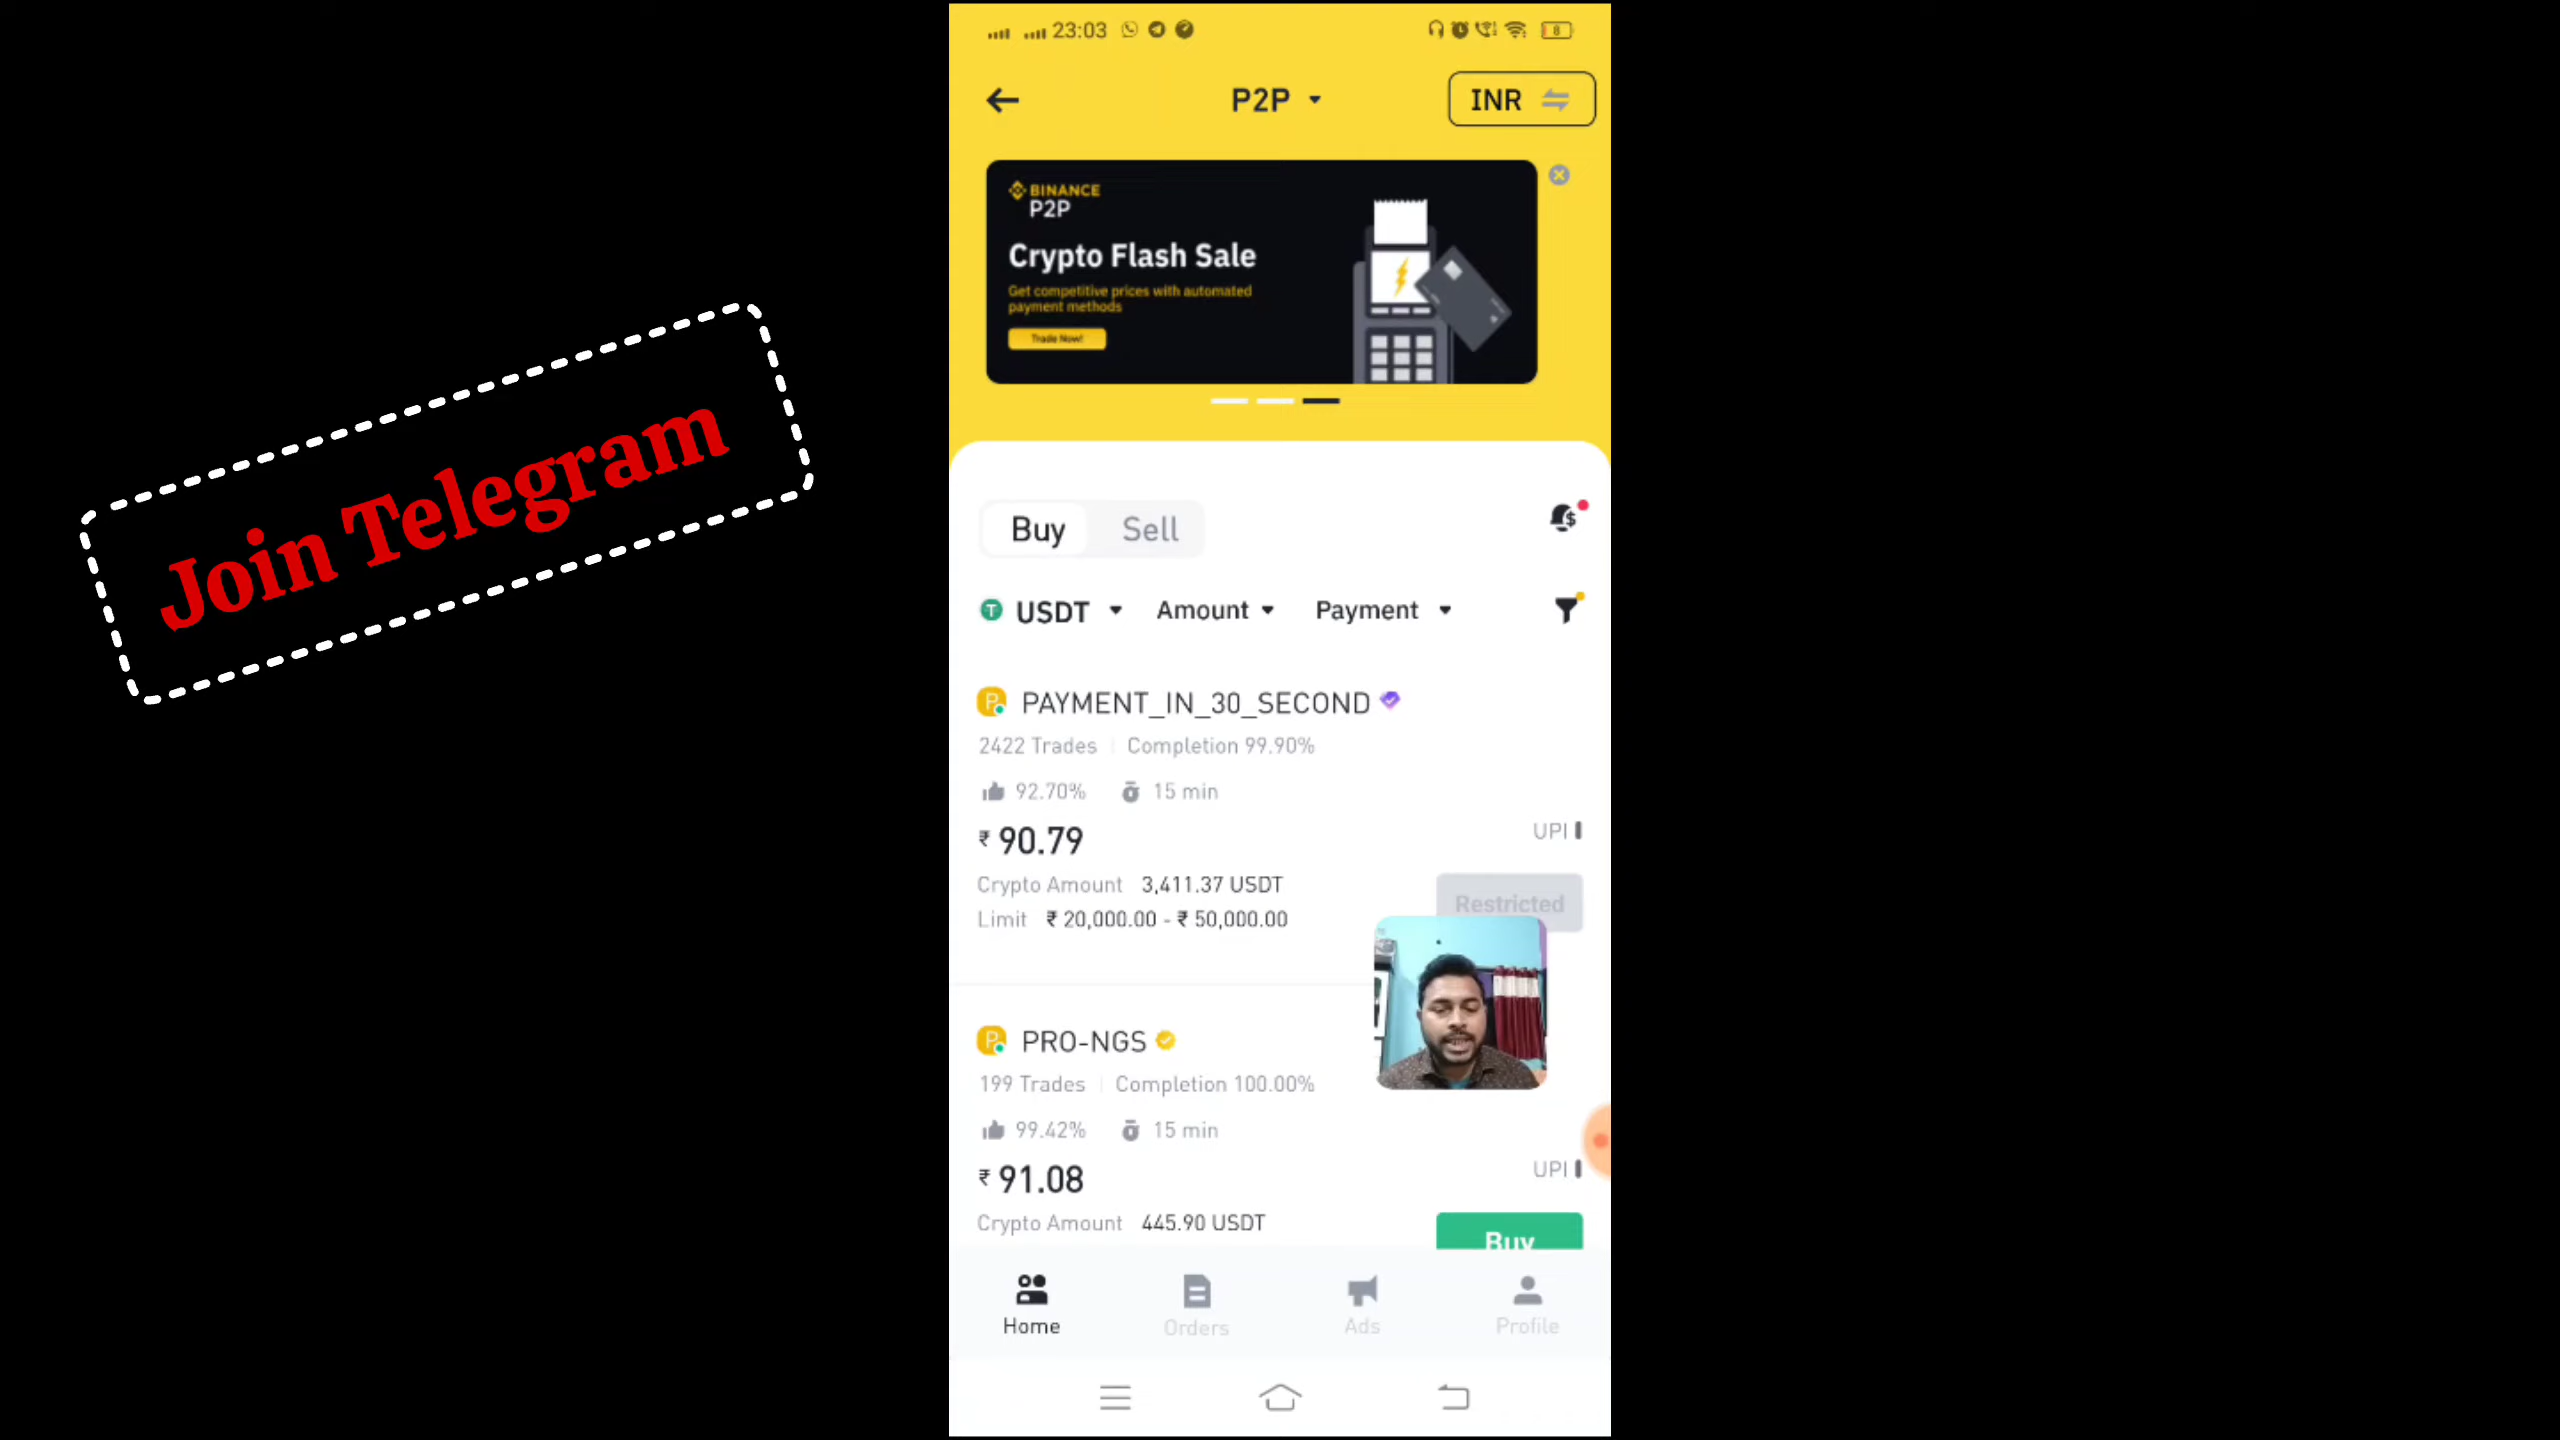 23:03
8
P2P
INR
BINANCE
P2P
Crypto Flash Sale
Get competitive prices with automated
payment methods
Trade Now!
Join Telegram
Buy Sell
USDT Amount Payment
PAYMENT_IN_30_SECOND
2422 Trades Completion 99.90%
92.70% 15 min
₹ 90.79
UPI
Crypto Amount 3,411.37 USDT
Restricted
Limit ₹ 20,000.00 - ₹ 50,000.00
PRO-NGS
199 Trades Completion 100.00%
99.42% 15 min
₹ 91.08
UPI
Crypto Amount 445.90 USDT
Buy
Home Orders Ads Profile